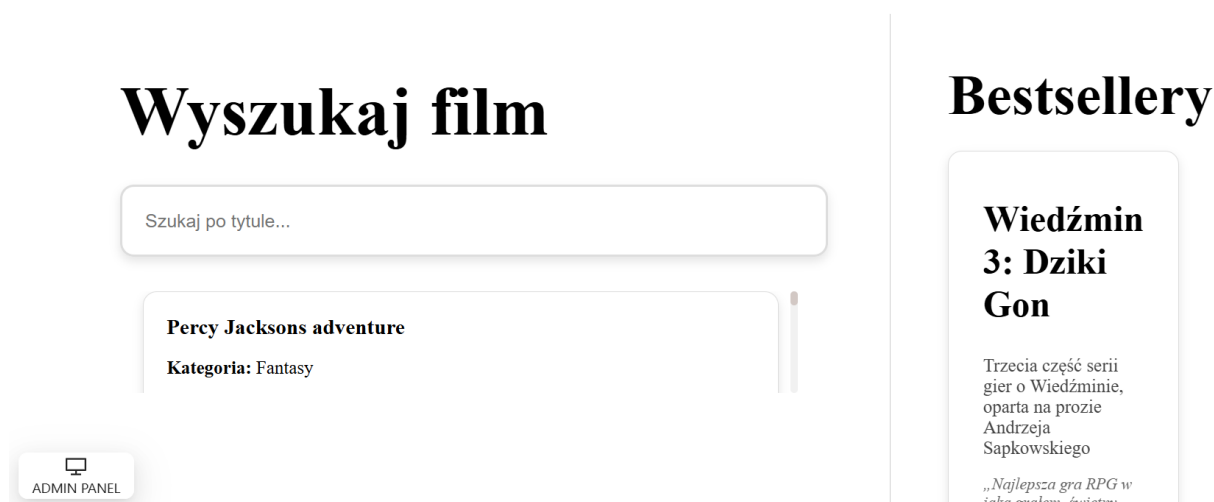 Wyszukaj film
Szukaj po tytule...
Percy Jacksons adventure
Kategoria: Fantasy
ADMIN PANEL
Bestsellery
Wiedźmin
3: Dziki
Gon
Trzecia część serii
gier o Wiedźminie,
oparta na prozie
Andrzeja
Sapkowskiego
„Najlepsza gra RPG w